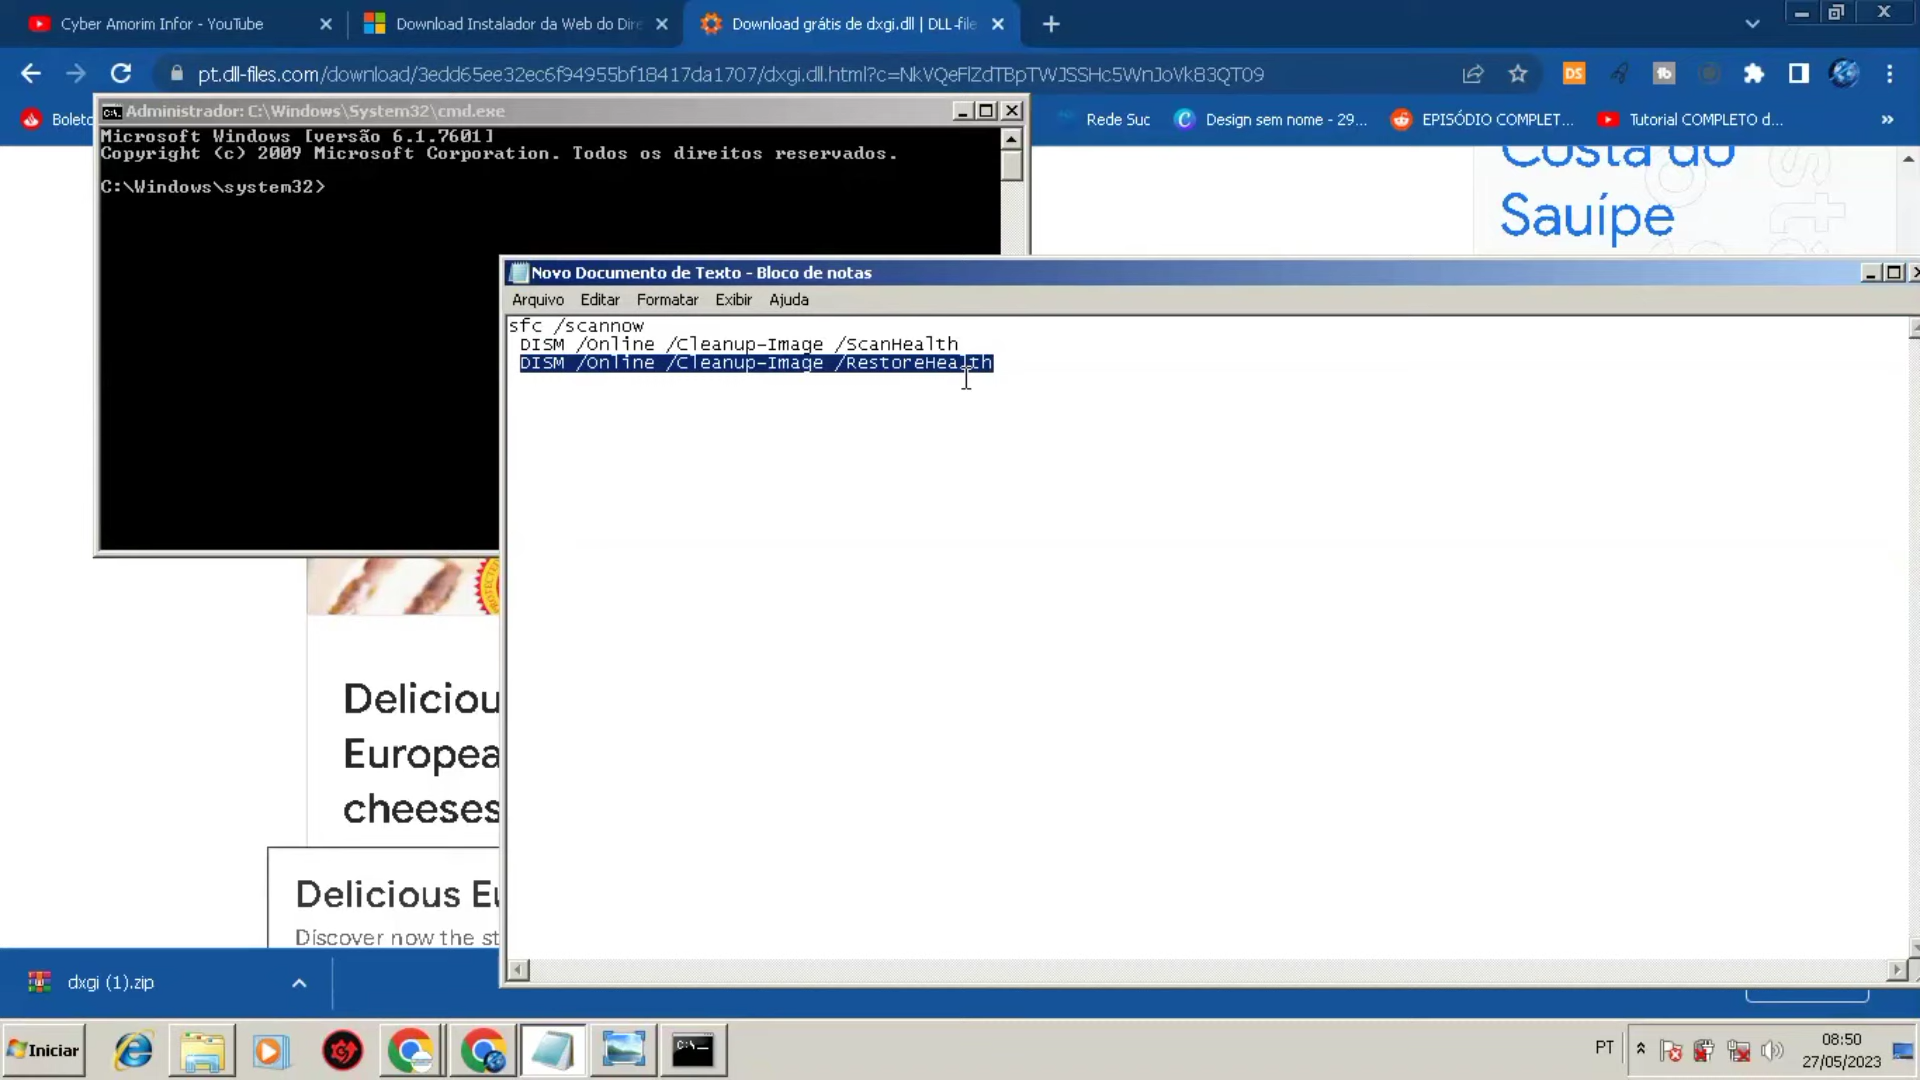 Cyber Amorim Infor - YouTube
Download Instalador da Web do Dire
Download grátis de dxgi.dll | DLL-file
pt.dll-files.com/download/3edd65ee32ec6f94955bf18417da1707/dxgi.dll.html?c=NkVQeFlZdTBpTWJSSHc5WnJoVkB3QT09
DS
Boleto
Rede Suc
Design sem nome - 29...
EPISÓDIO COMPLET...
Tutorial COMPLETO d...
Administrador: C:\Windows\System32\cmd.exe
Microsoft Windows [versão 6.1.7601]
Copyright (c) 2009 Microsoft Corporation. Todos os direitos reservados.
C:\Windows\system32>
Costa do
Sauípe
Novo Documento de Texto - Bloco de notas
Arquivo Editar Formatar Exibir Ajuda
sfc /scannow
DISM /Online /Cleanup-Image /ScanHealth
DISM /Online /Cleanup-Image /RestoreHealth
Deliciou
Europea
cheeses
Delicious Eu
Discover now the st
dxgi (1).zip
Iniciar
PT
08:50
27/05/2023